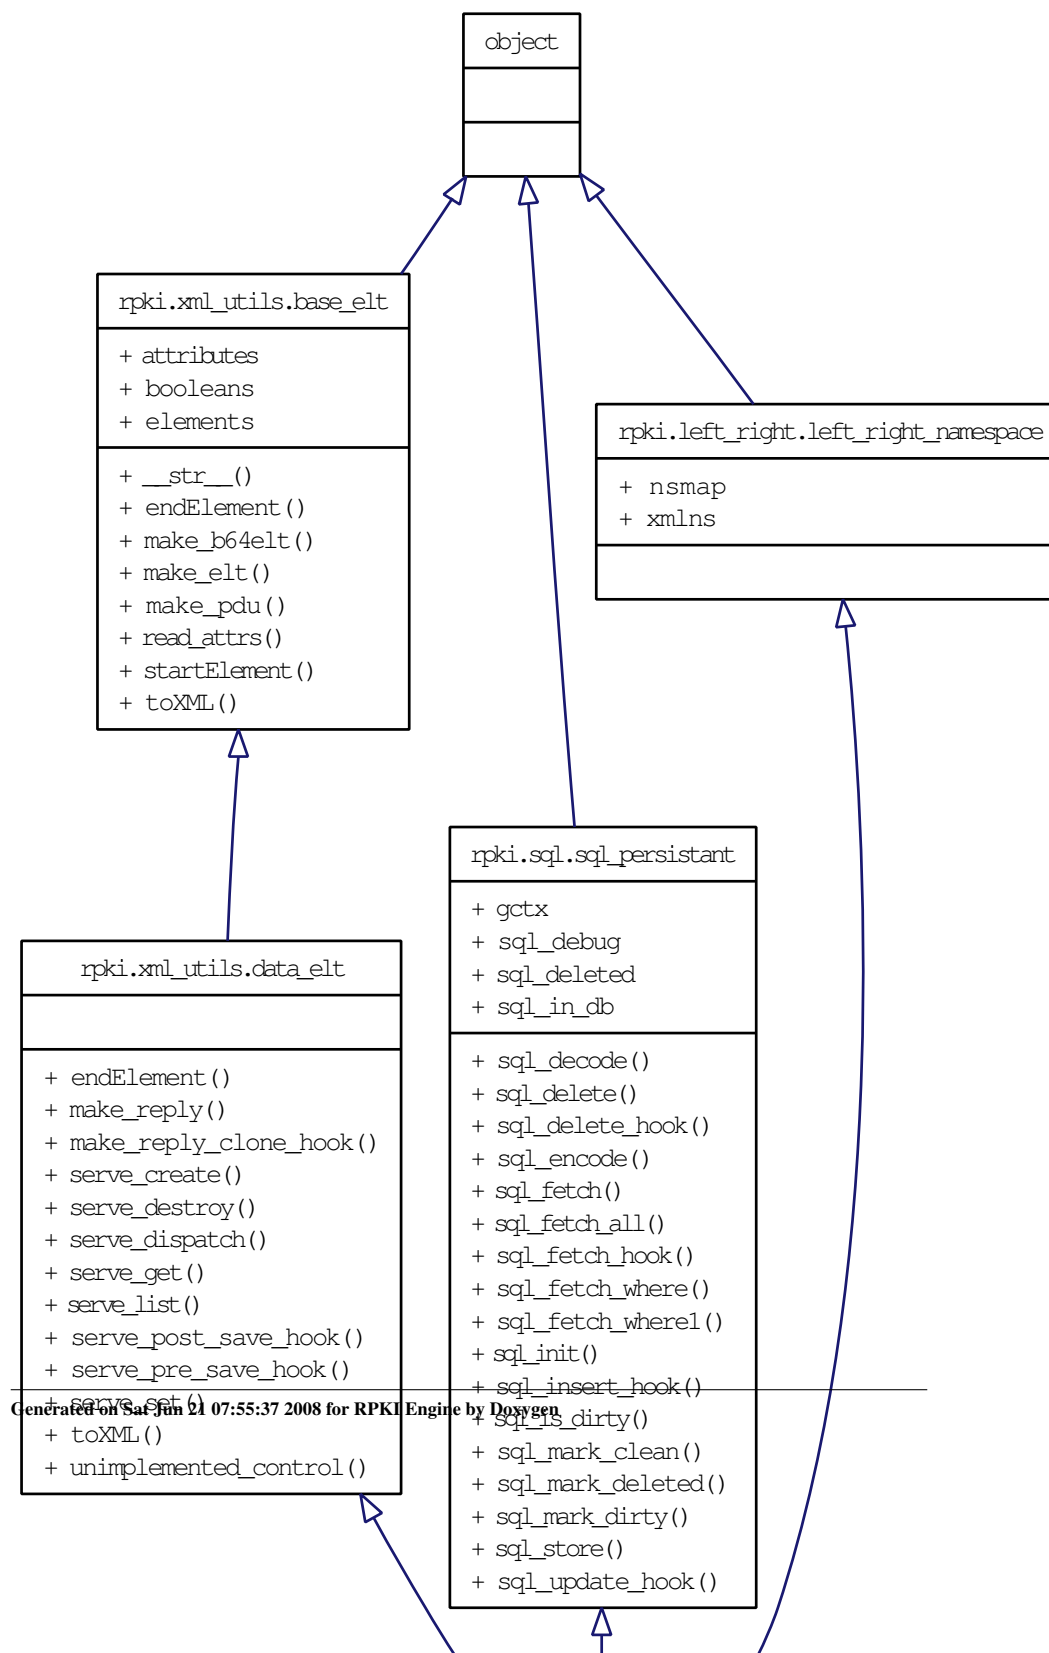 object
rpki.xml_utils.base_elt
+ attributes
+ booleans
+ elements
+ __str__()
+ endElement()
+ make_b64elt()
+ make_elt()
+ make_pdu()
+ read_attrs()
+ startElement()
+ toXML()
rpki.left_right.left_right_namespace
+ nsmap
+ xmlns
rpki.sql.sql_persistant
+ gctx
+ sql_debug
+ sql_deleted
+ sql_in_db
+ sql_decode()
+ sql_delete()
+ sql_delete_hook()
+ sql_encode()
+ sql_fetch()
+ sql_fetch_all()
+ sql_fetch_hook()
+ sql_fetch_where()
+ sql_fetch_where1()
+ sql_init()
+ sql_insert_hook()
+ sql_is_dirty()
+ sql_mark_clean()
+ sql_mark_deleted()
+ sql_mark_dirty()
+ sql_store()
+ sql_update_hook()
rpki.xml_utils.data_elt
+ endElement()
+ make_reply()
+ make_reply_clone_hook()
+ serve_create()
+ serve_destroy()
+ serve_dispatch()
+ serve_get()
+ serve_list()
+ serve_post_save_hook()
+ serve_pre_save_hook()
+ serve_set()
+ toXML()
+ unimplemented_control()
Generated on Sat Jun 21 07:55:37 2008 for RPKI Engine by Doxygen